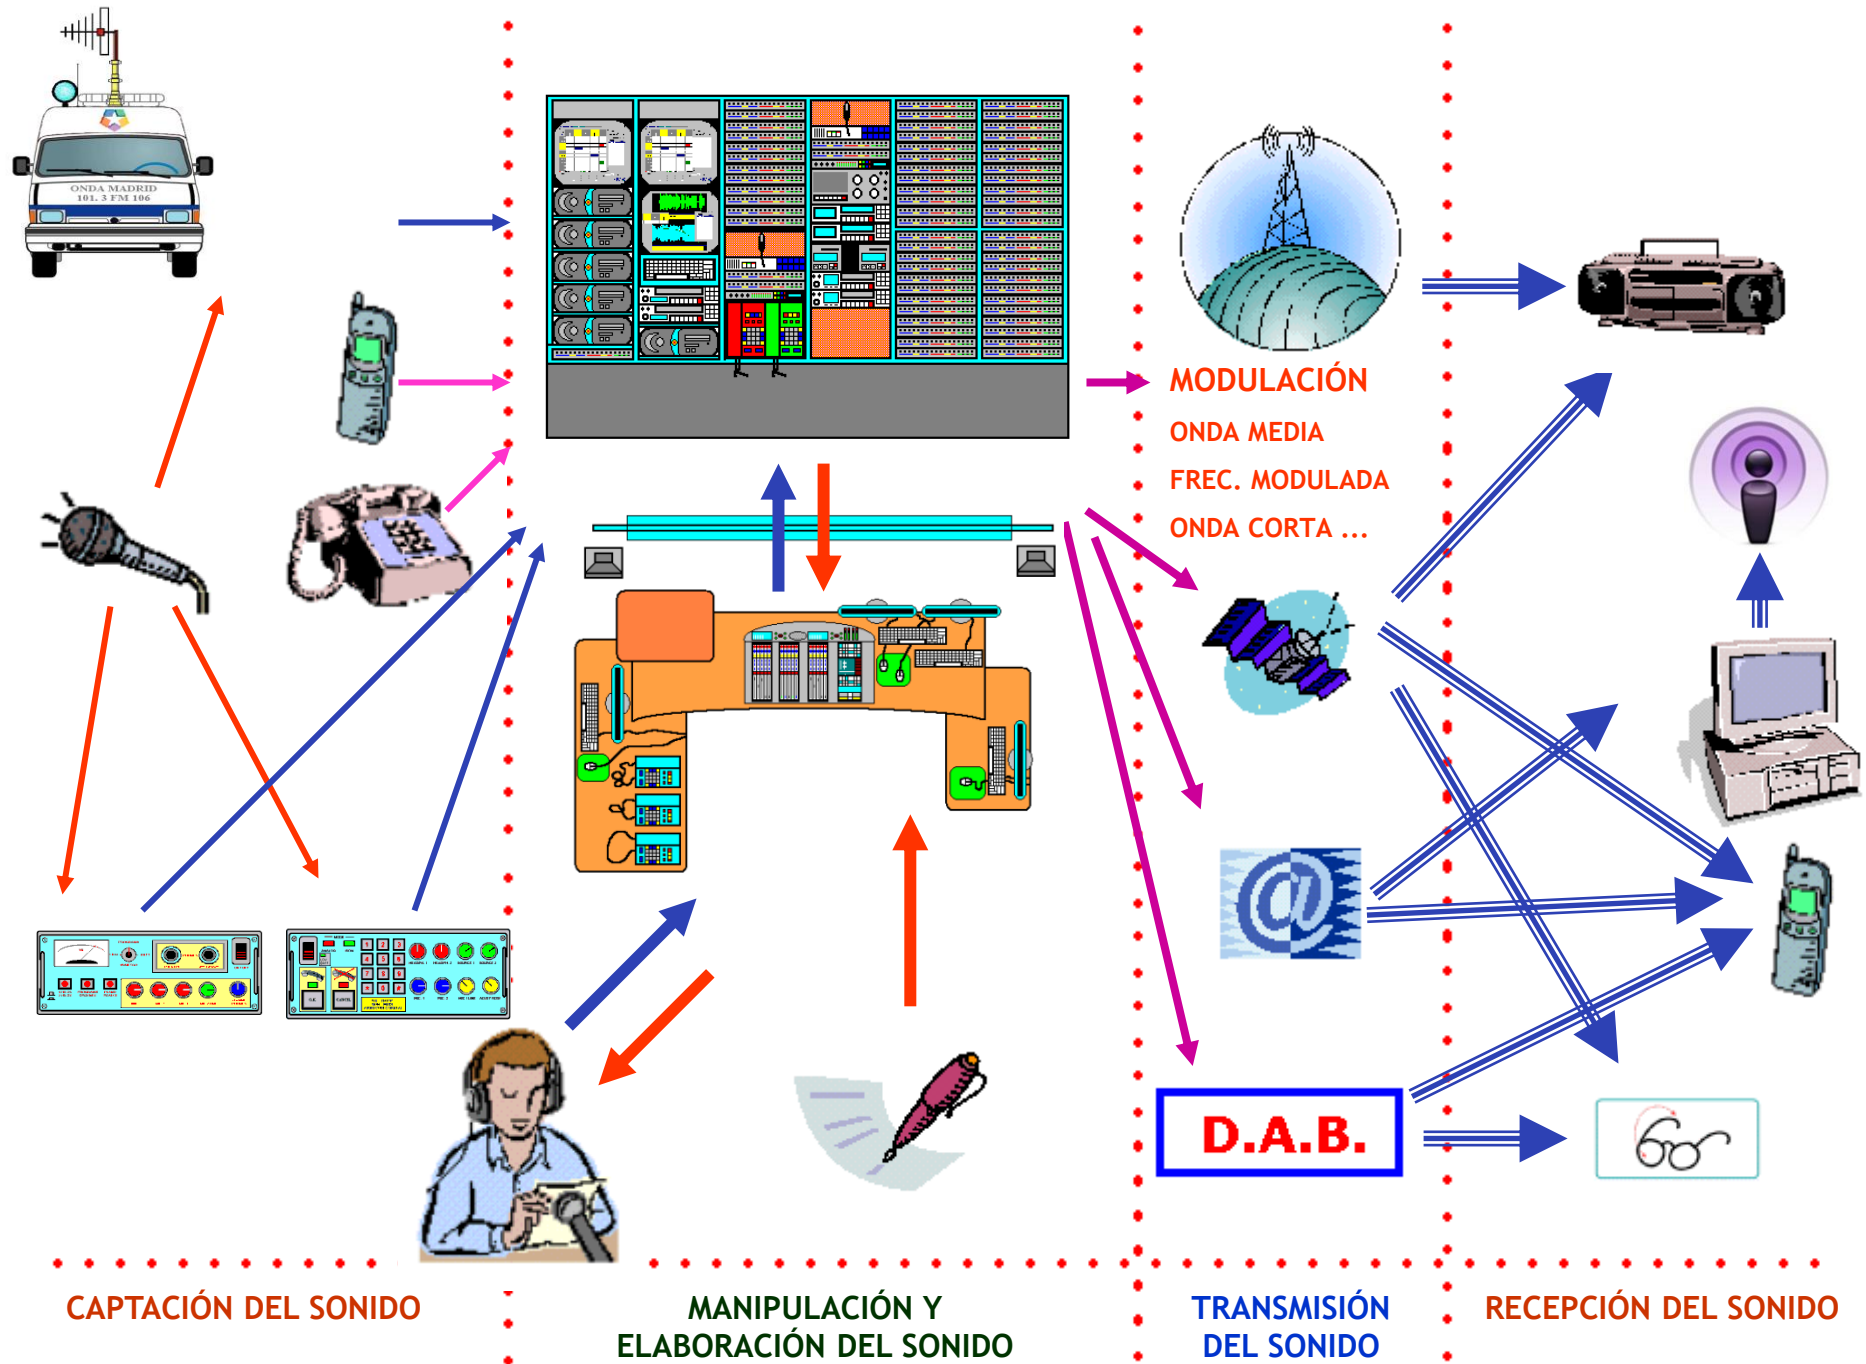 ONDA MADRID
101. 3 FM 106
MODULACIÓN
ONDA MEDIA
FREC. MODULADA
ONDA CORTA ...
D.A.B.
CAPTACIÓN DEL SONIDO
MANIPULACIÓN Y
ELABORACIÓN DEL SONIDO
TRANSMISIÓN
DEL SONIDO
RECEPCIÓN DEL SONIDO